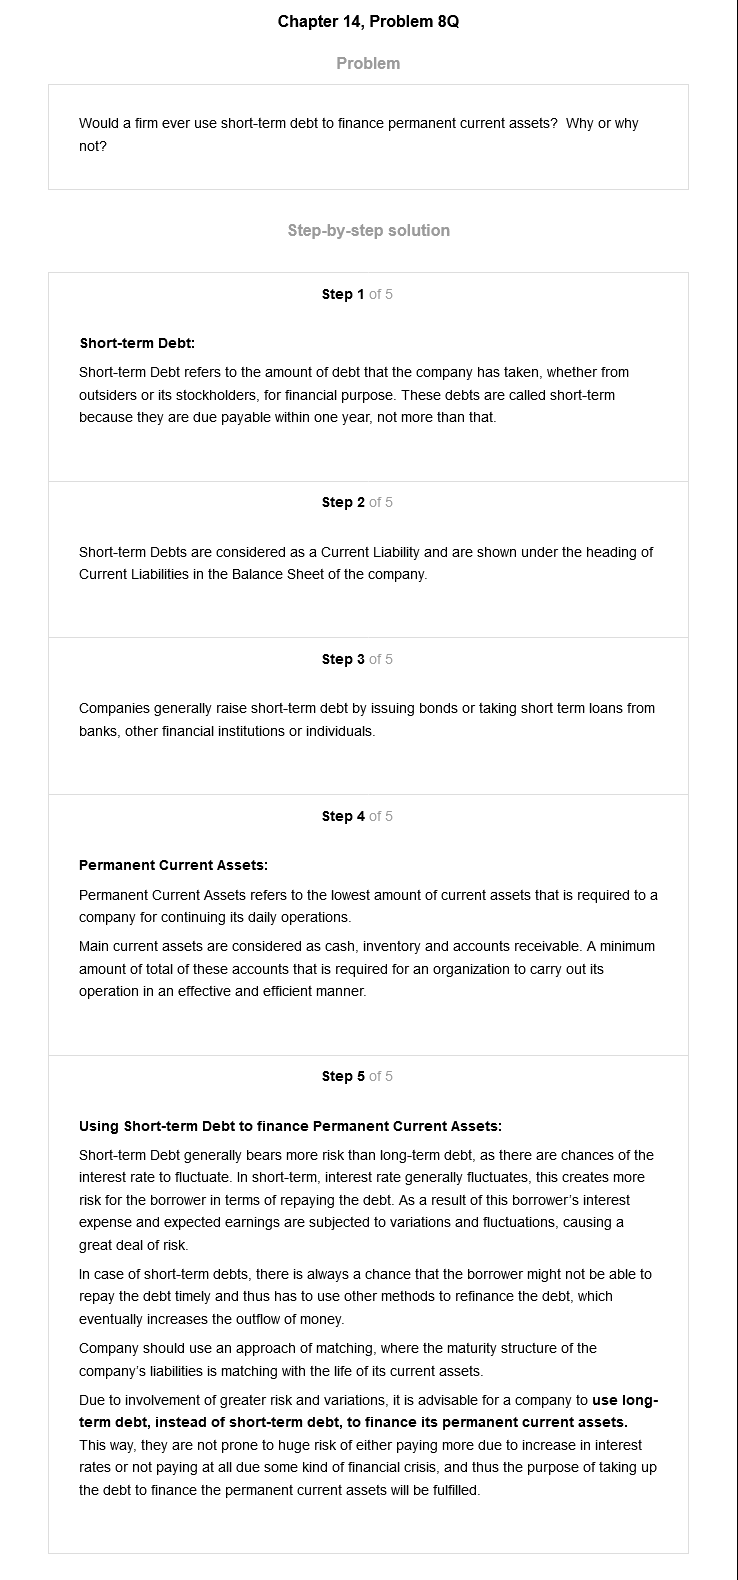 Chapter 14, Problem 8Q
Problem
Would a firm ever use short-term debt to finance permanent current assets?  Why or why
not?
Step-by-step solution
Step 1 of 5
Short-term Debt:
Short-term Debt refers to the amount of debt that the company has taken, whether from
outsiders or its stockholders, for financial purpose. These debts are called short-term
because they are due payable within one year, not more than that.
Step 2 of 5
Short-term Debts are considered as a Current Liability and are shown under the heading of
Current Liabilities in the Balance Sheet of the company.
Step 3 of 5
Companies generally raise short-term debt by issuing bonds or taking short term loans from
banks, other financial institutions or individuals.
Step 4 of 5
Permanent Current Assets:
Permanent Current Assets refers to the lowest amount of current assets that is required to a
company for continuing its daily operations.
Main current assets are considered as cash, inventory and accounts receivable. A minimum
amount of total of these accounts that is required for an organization to carry out its
operation in an effective and efficient manner.
Step 5 of 5
Using Short-term Debt to finance Permanent Current Assets:
Short-term Debt generally bears more risk than long-term debt, as there are chances of the
interest rate to fluctuate. In short-term, interest rate generally fluctuates, this creates more
risk for the borrower in terms of repaying the debt. As a result of this borrower's interest
expense and expected earnings are subjected to variations and fluctuations, causing a
great deal of risk.
In case of short-term debts, there is always a chance that the borrower might not be able to
repay the debt timely and thus has to use other methods to refinance the debt, which
eventually increases the outflow of money.
Company should use an approach of matching, where the maturity structure of the
company's liabilities is matching with the life of its current assets.
Due to involvement of greater risk and variations, it is advisable for a company to use long-
term debt, instead of short-term debt, to finance its permanent current assets.
This way, they are not prone to huge risk of either paying more due to increase in interest
rates or not paying at all due some kind of financial crisis, and thus the purpose of taking up
the debt to finance the permanent current assets will be fulfilled.